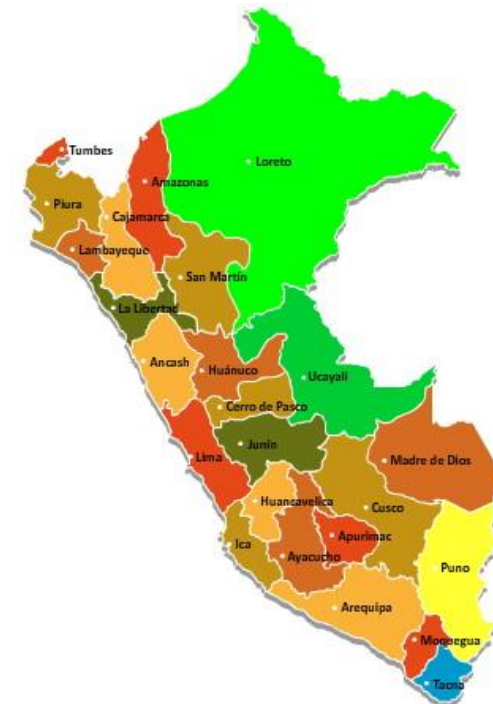 Loreto
Tumbes
Amazonas
Piura
Cajamarca
Lambayeque
San Martín
La Libertad
Ancash
Huánuco
Ucayali
Cerro de Pasco
Junín
Lima
Madre de Dios
Huancavelica
Cusco
Apurimac
Ica
Ayacucho
Puno
Arequipa
Moquegua
Tacna